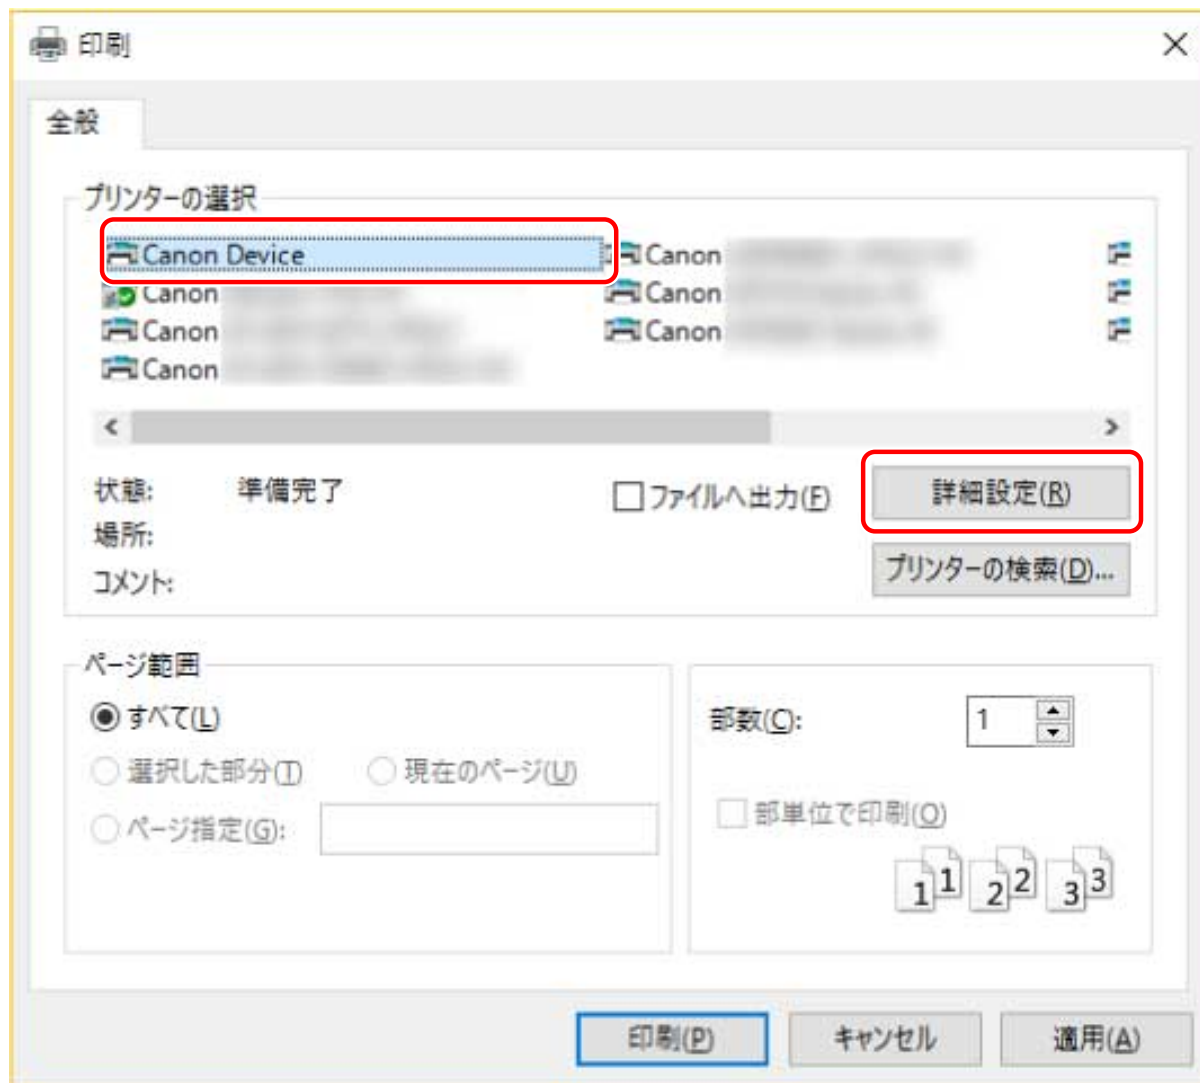 印刷
全般
プリンターの選択
Canon Device
Canon
Canon
Canon
Canon
Canon
Canon
状態: 準備完了
ファイルへ出力(F)
詳細設定(R)
場所:
プリンターの検索(D)...
コメント:
ページ範囲
すべて(L)
選択した部分(T)
現在のページ(U)
ページ指定(G):
部数(C): 1
部単位で印刷(O)
1 1 2 2 3 3
印刷(P)
キャンセル
適用(A)